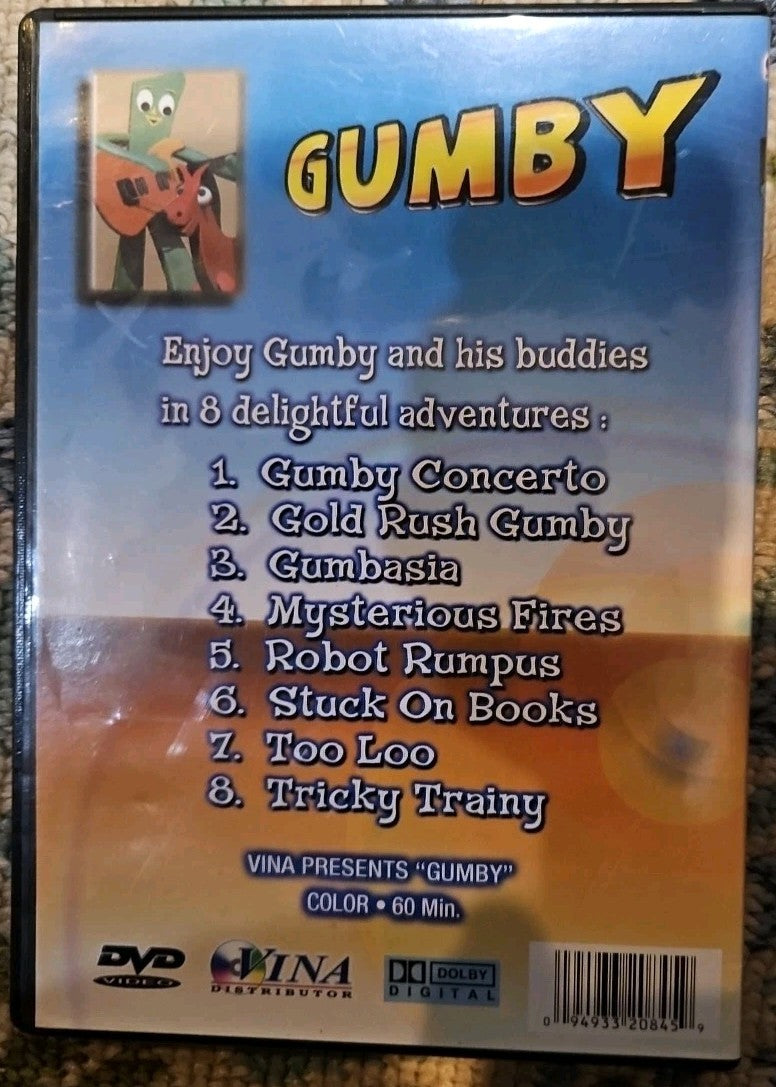 GUMBY
Enjoy Gumby and his buddies
in 8 delightful adventures :
1. Gumby Concerto
2. Gold Rush Gumby
3. Gumbasia
4. Mysterious Fires
5. Robot Rumpus
6. Stuck On Books
7. Too Loo
8. Tricky Trainy
VINA PRESENTS “GUMBY”
COLOR • 60 Min.
DVD
VIDEO
VINA
DISTRIBUTOR
DOLBY
DIGITAL
0 94933 20845 9